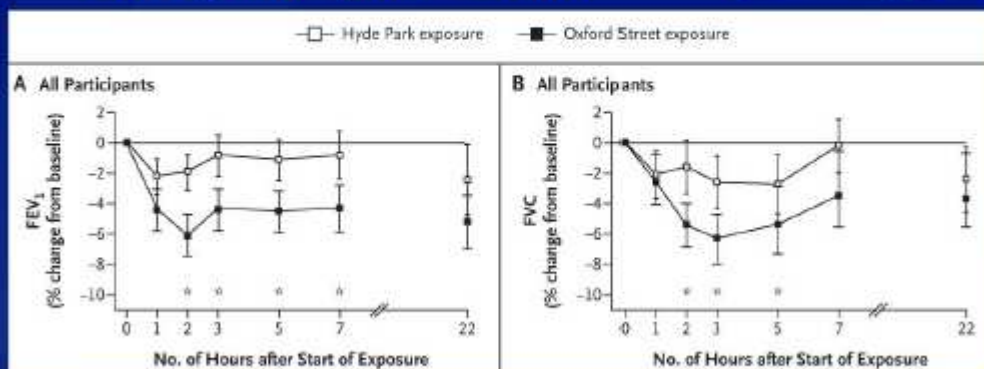 Hyde Park exposure Oxford Street exposure
A All Participants
FEV1
(% change from baseline)
2
0
−2
−4
−6
−8
−10
* * * *
0 1 2 3 5 7 22
No. of Hours after Start of Exposure
B All Participants
FVC
(% change from baseline)
2
0
−2
−4
−6
−8
−10
* * *
0 1 2 3 5 7 22
No. of Hours after Start of Exposure